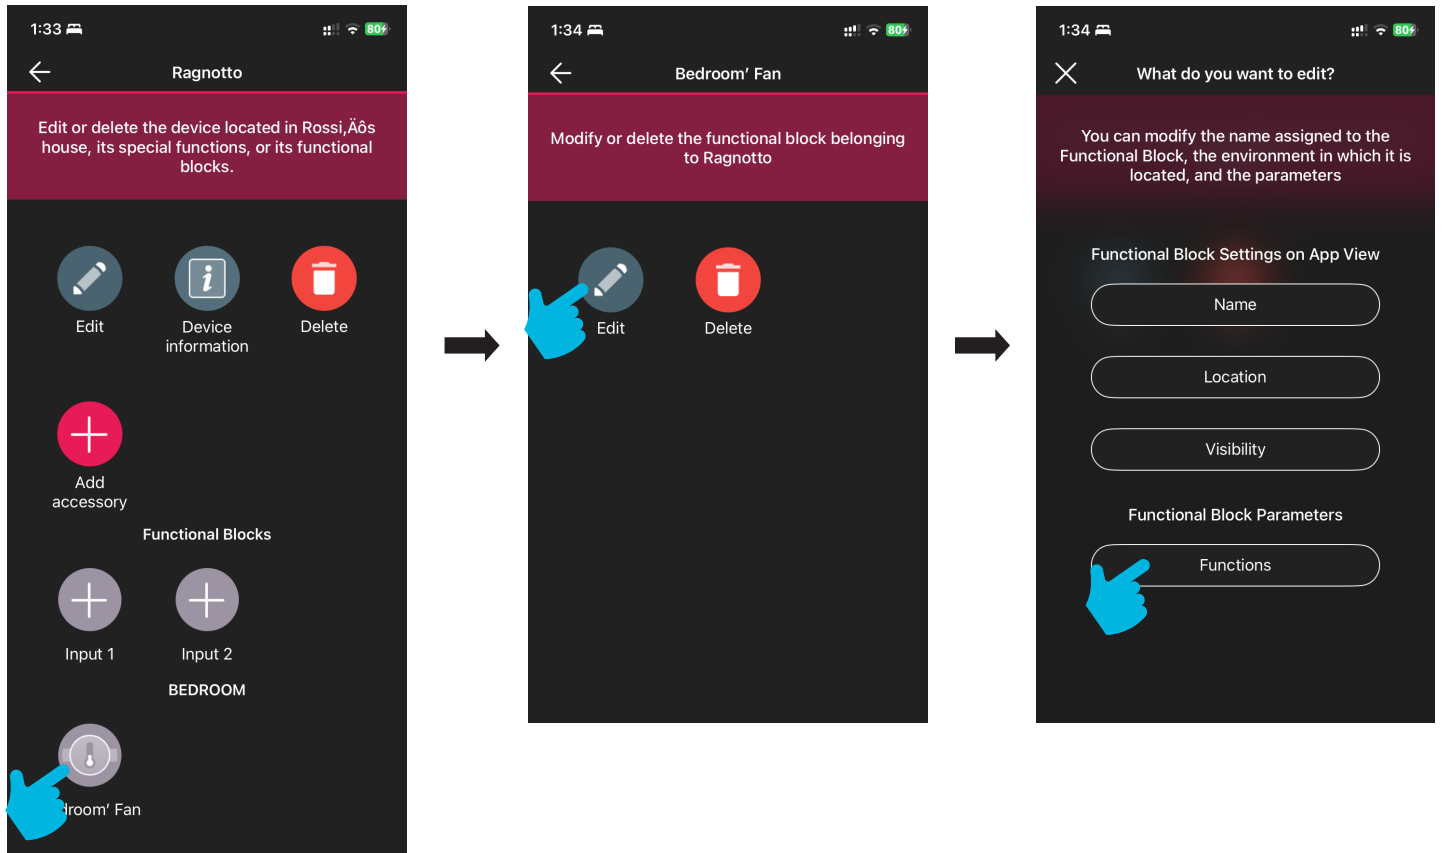 1:33
80
Ragnotto
Edit or delete the device located in Rossi‚Äôs
house, its special functions, or its functional
blocks.
Edit
Device
information
Delete
Add
accessory
Functional Blocks
Input 1
Input 2
BEDROOM
droom’ Fan
1:34
80
Bedroom’ Fan
Modify or delete the functional block belonging
to Ragnotto
Edit
Delete
1:34
80
What do you want to edit?
You can modify the name assigned to the
Functional Block, the environment in which it is
located, and the parameters
Functional Block Settings on App View
Name
Location
Visibility
Functional Block Parameters
Functions